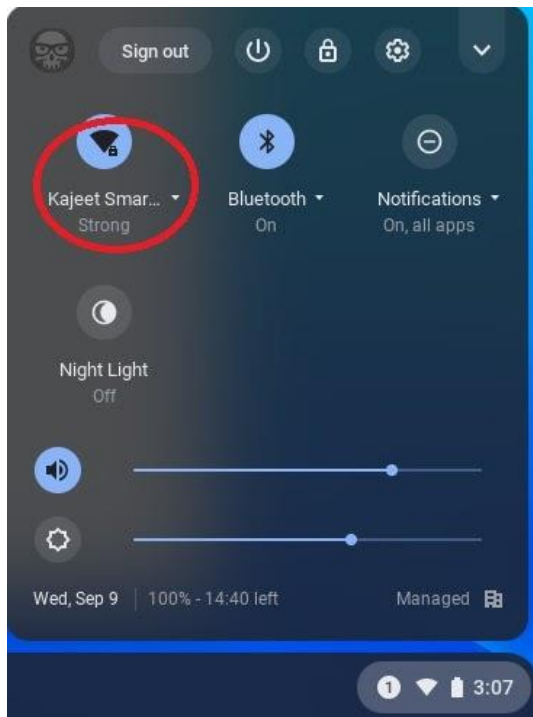 Sign out
Kajeet Smar... Bluetooth Notifications
Strong On On, all apps
Night Light
Off
Wed, Sep 9 100% - 14:40 left Managed
1 3:07